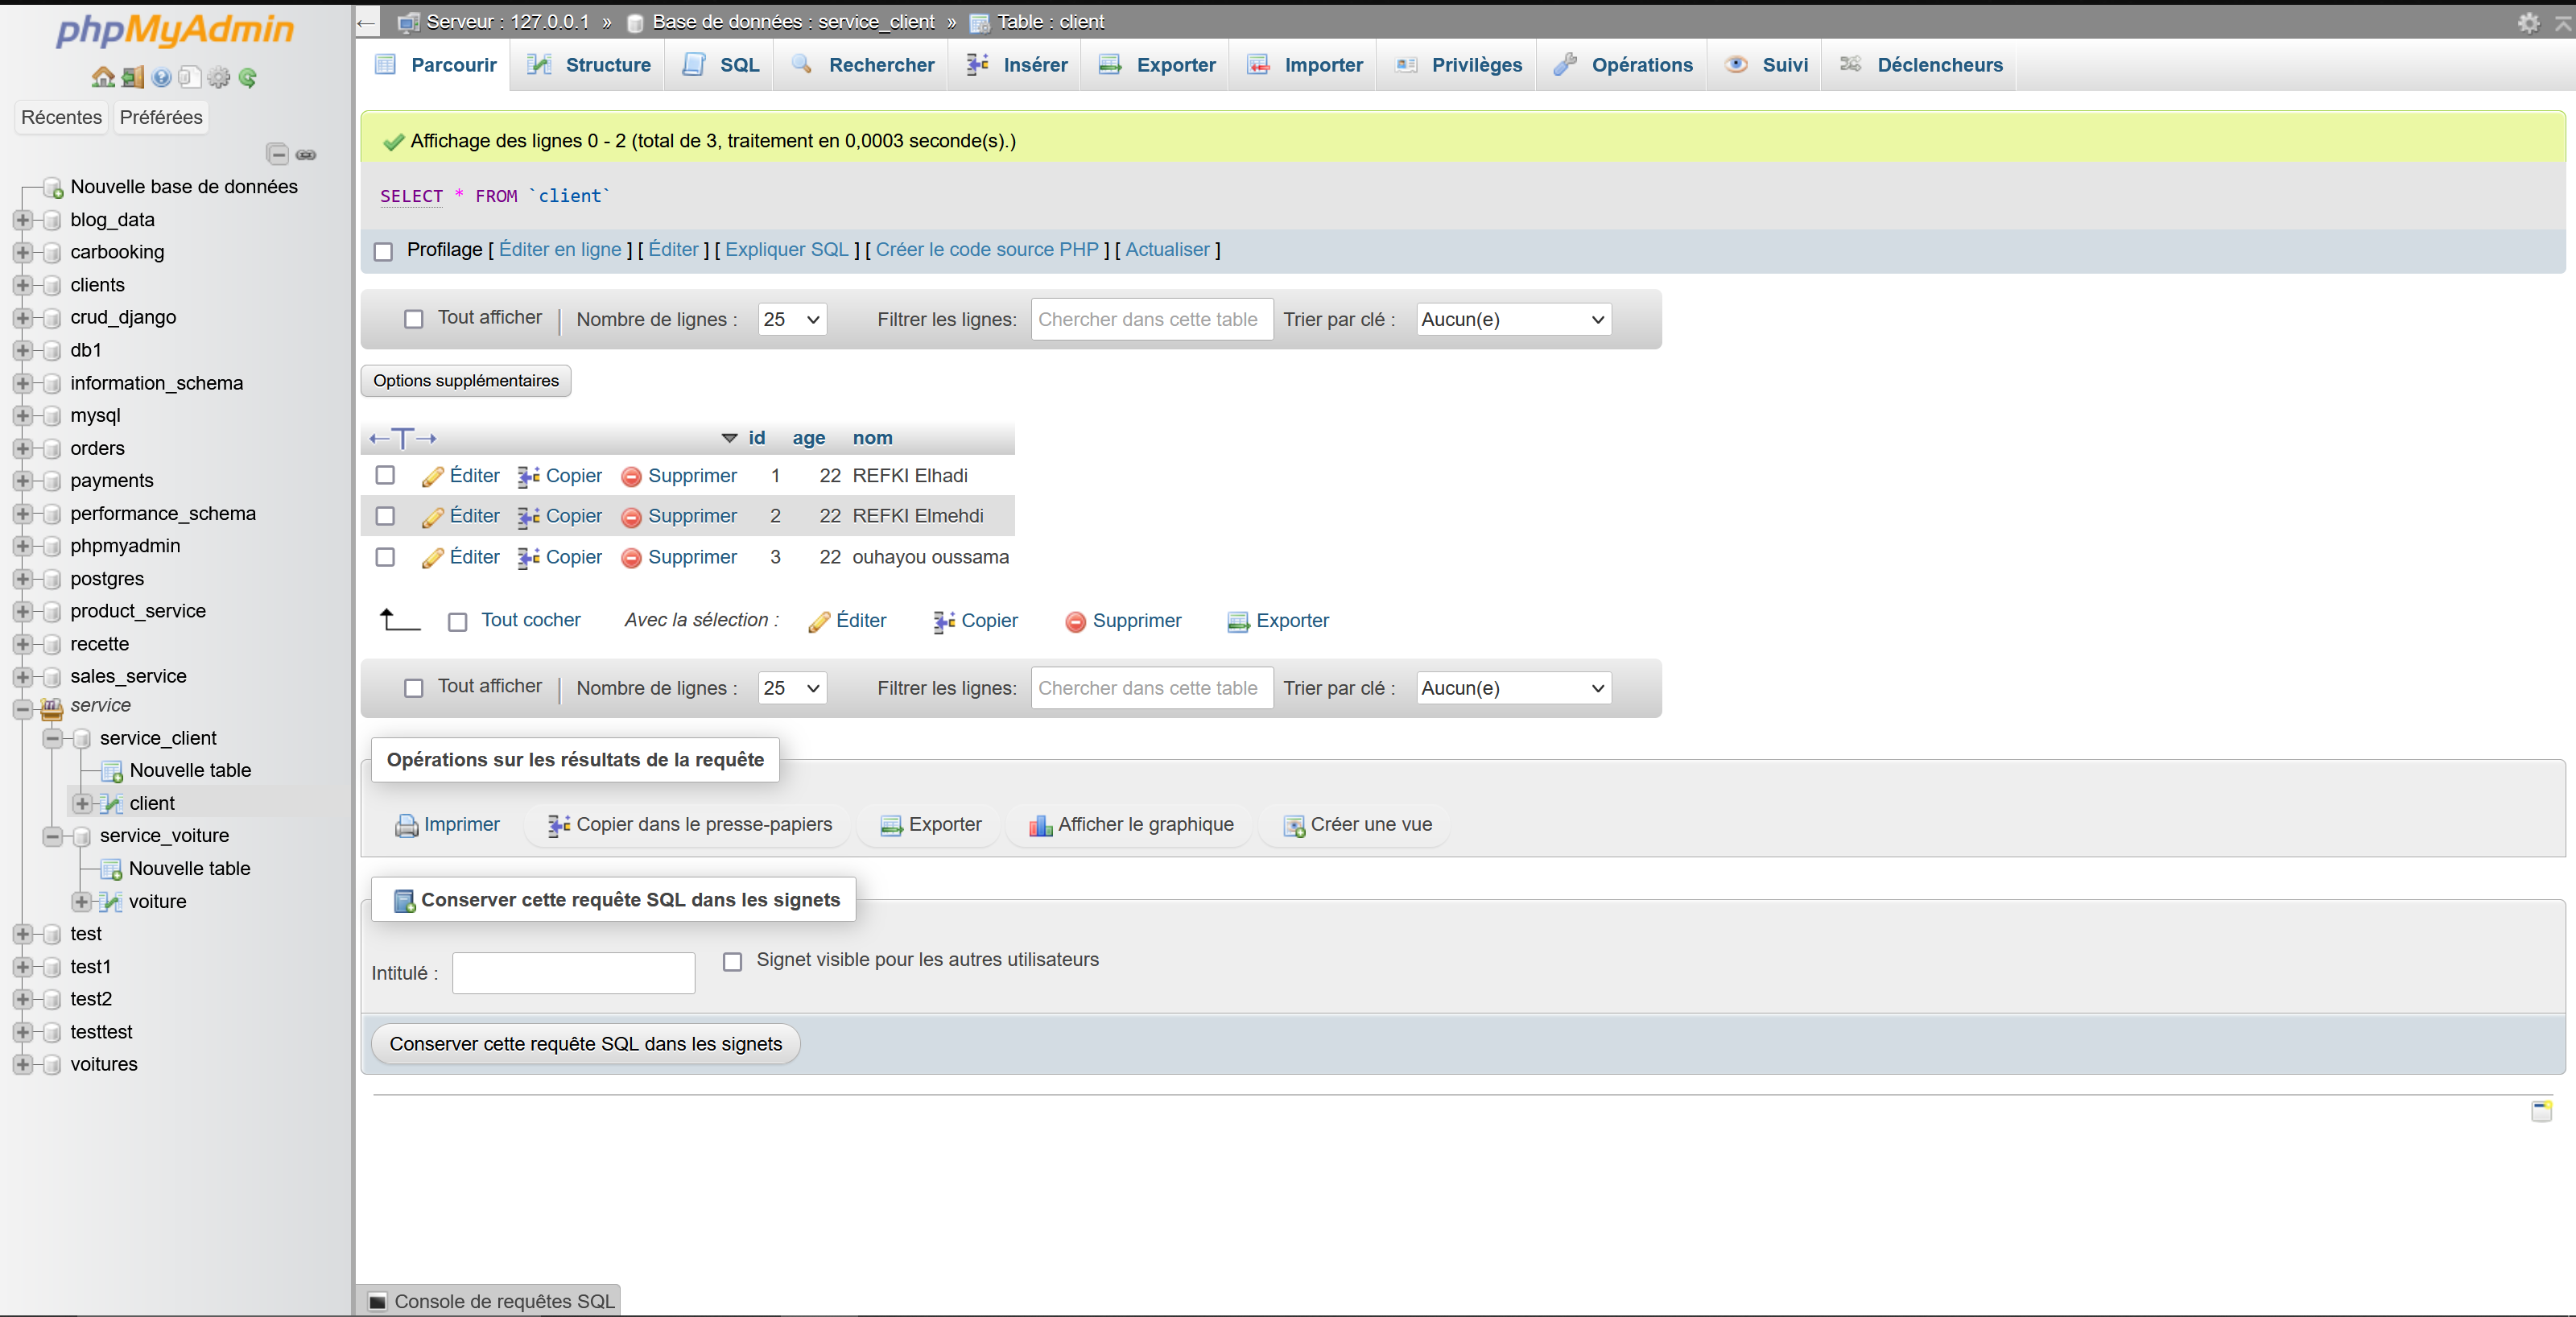 phpMyAdmin
Récentes Préférées
Nouvelle base de données
blog_data
carbooking
clients
crud_django
db1
information_schema
mysql
orders
payments
performance_schema
phpmyadmin
postgres
product_service
recette
sales_service
service
service_client
Nouvelle table
client
service_voiture
Nouvelle table
voiture
test
test1
test2
testtest
voitures
Serveur : 127.0.0.1 » Base de données : service_client » Table : client
Parcourir Structure SQL Rechercher Insérer Exporter Importer Privilèges Opérations Suivi Déclencheurs
Affichage des lignes 0 - 2 (total de 3, traitement en 0,0003 seconde(s).)
SELECT * FROM `client`
Profilage [ Éditer en ligne ] [ Éditer ] [ Expliquer SQL ] [ Créer le code source PHP ] [ Actualiser ]
Tout afficher | Nombre de lignes : 25 Filtrer les lignes: Chercher dans cette table Trier par clé : Aucun(e)
Options supplémentaires
←T→ id age nom
Éditer Copier Supprimer 1 22 REFKI Elhadi
Éditer Copier Supprimer 2 22 REFKI Elmehdi
Éditer Copier Supprimer 3 22 ouhayou oussama
Tout cocher Avec la sélection : Éditer Copier Supprimer Exporter
Tout afficher | Nombre de lignes : 25 Filtrer les lignes: Chercher dans cette table Trier par clé : Aucun(e)
Opérations sur les résultats de la requête
Imprimer Copier dans le presse-papiers Exporter Afficher le graphique Créer une vue
Conserver cette requête SQL dans les signets
Intitulé : Signet visible pour les autres utilisateurs
Conserver cette requête SQL dans les signets
Console de requêtes SQL